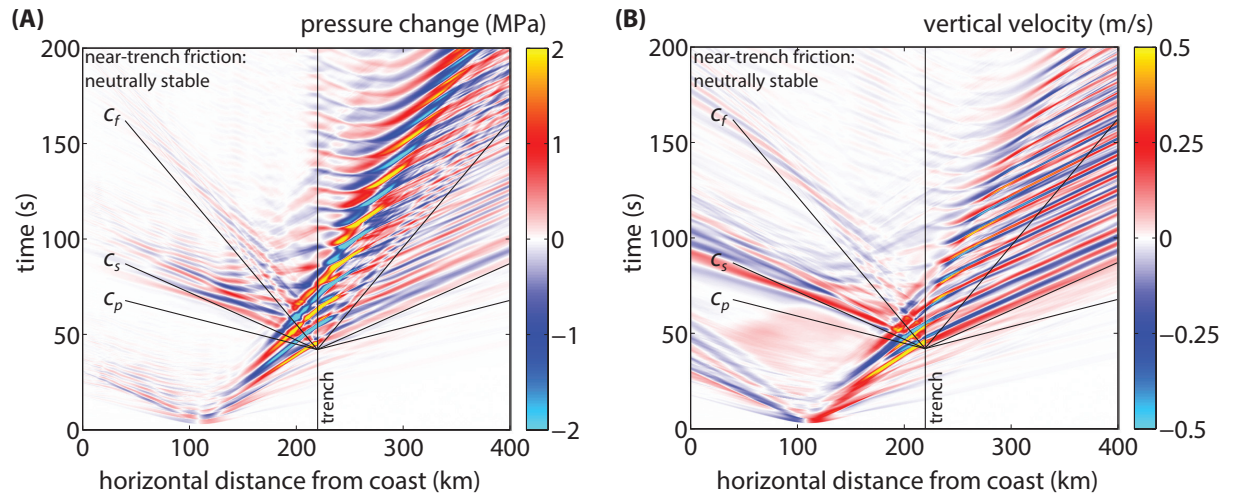 (A) pressure change (MPa)
near-trench friction:
neutrally stable
c_f
c_s
c_p
trench
200
150
100
50
0
time (s)
0 100 200 300 400
horizontal distance from coast (km)
2
1
0
−1
−2
(B) vertical velocity (m/s)
near-trench friction:
neutrally stable
c_f
c_s
c_p
trench
200
150
100
50
0
time (s)
0 100 200 300 400
horizontal distance from coast (km)
0.5
0.25
0
−0.25
−0.5